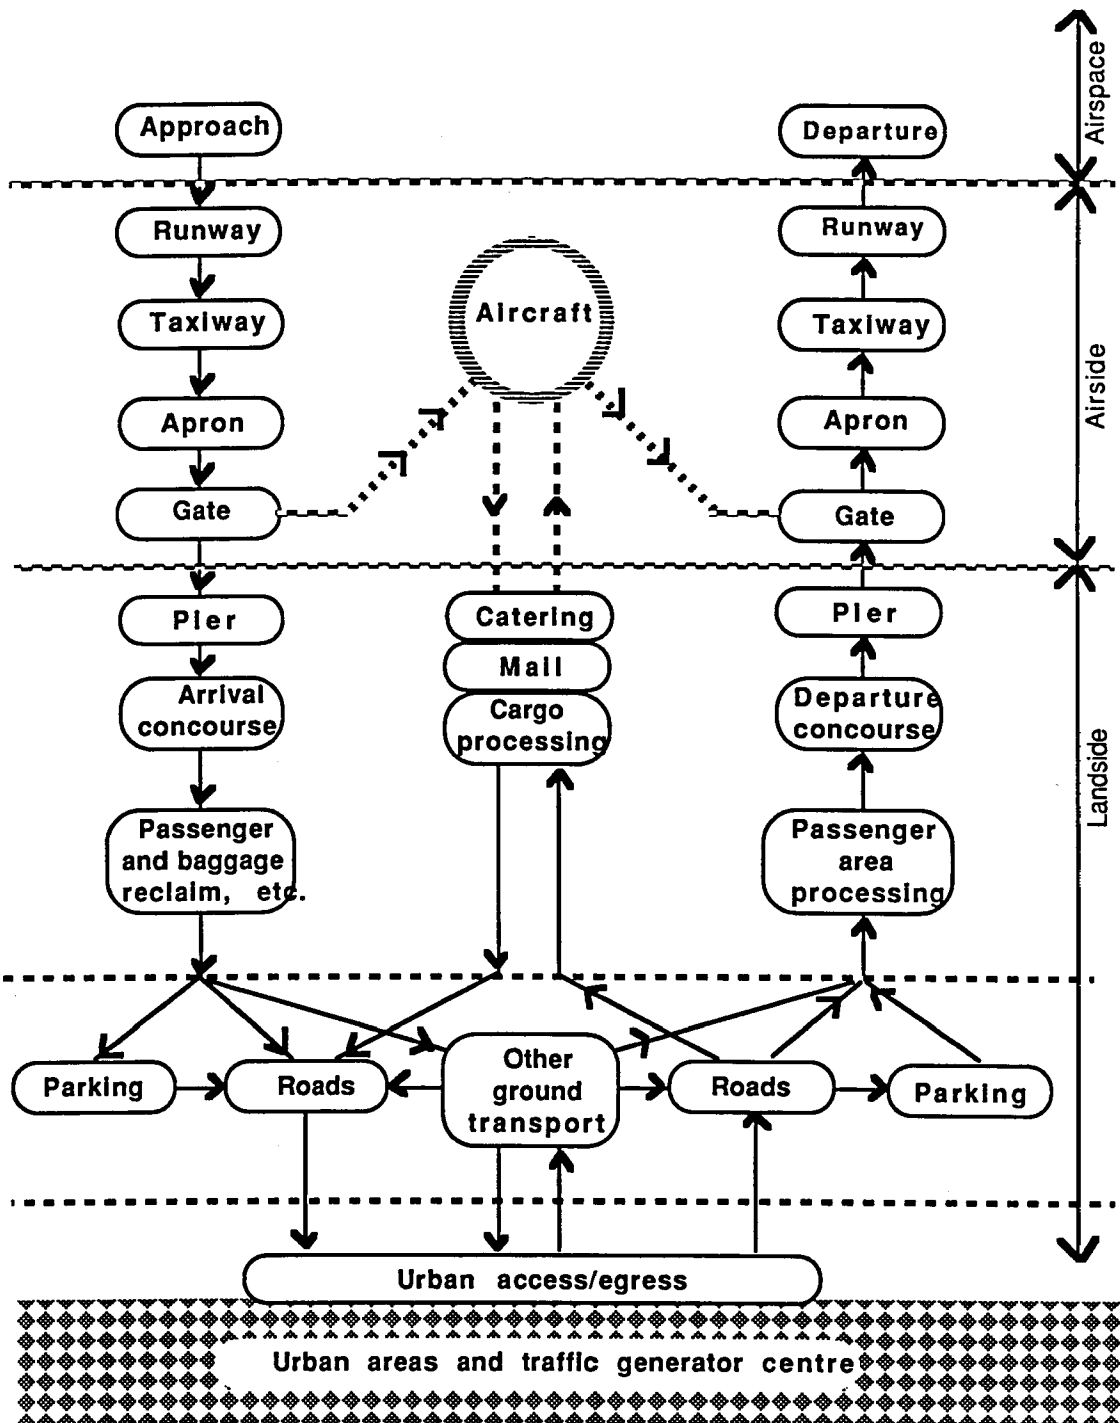 Approach
Departure
Airspace
Runway
Runway
Aircraft
Taxiway
Taxiway
Airside
Apron
Apron
Gate
Gate
Pier
Catering
Pier
Mail
Arrival
concourse
Cargo
processing
Departure
concourse
Landside
Passenger
and baggage
reclaim, etc.
Passenger
area
processing
Parking
Roads
Other
ground
transport
Roads
Parking
Urban access/egress
Urban areas and traffic generator centre